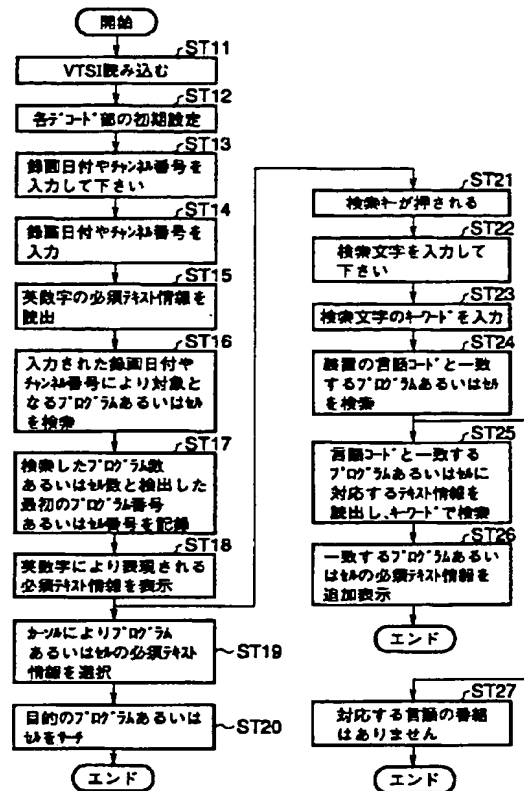 開始
ST11
VTSI読み込む
ST12
各ﾃﾞｺｰﾄﾞ部の初期設定
ST13
録画日付やﾁｬﾝﾈﾙ番号を
入力して下さい
ST14
録画日付やﾁｬﾝﾈﾙ番号を
入力
ST15
英数字の必須ﾃｷｽﾄ情報を
読出
ST16
入力された録画日付や
ﾁｬﾝﾈﾙ番号により対象と
なるﾌﾟﾛｸﾞﾗﾑあるいはｾﾙ
を検索
ST17
検索したﾌﾟﾛｸﾞﾗﾑ数
あるいはｾﾙ数と検出した
最初のﾌﾟﾛｸﾞﾗﾑ番号
あるいはｾﾙ番号を記録
ST18
英数字により表現される
必須ﾃｷｽﾄ情報を表示
ｶｰｿﾙによりﾌﾟﾛｸﾞﾗﾑ
あるいはｾﾙの必須ﾃｷｽﾄ
情報を選択
ST19
目的のﾌﾟﾛｸﾞﾗﾑあるいは
ｾﾙをｻｰﾁ
ST20
エンド
ST21
検索ｷｰが押される
ST22
検索文字を入力して
下さい
ST23
検索文字のｷｰﾜｰﾄﾞを入力
ST24
装置の言語ｺｰﾄﾞと一致
するﾌﾟﾛｸﾞﾗﾑあるいはｾﾙ
を検索
ST25
言語ｺｰﾄﾞと一致する
ﾌﾟﾛｸﾞﾗﾑあるいはｾﾙに
対応するﾃｷｽﾄ情報を
読出し､ｷｰﾜｰﾄﾞで検索
ST26
一致するﾌﾟﾛｸﾞﾗﾑあるい
はｾﾙの必須ﾃｷｽﾄ情報を
追加表示
エンド
ST27
対応する言語の番組
はありません
エンド